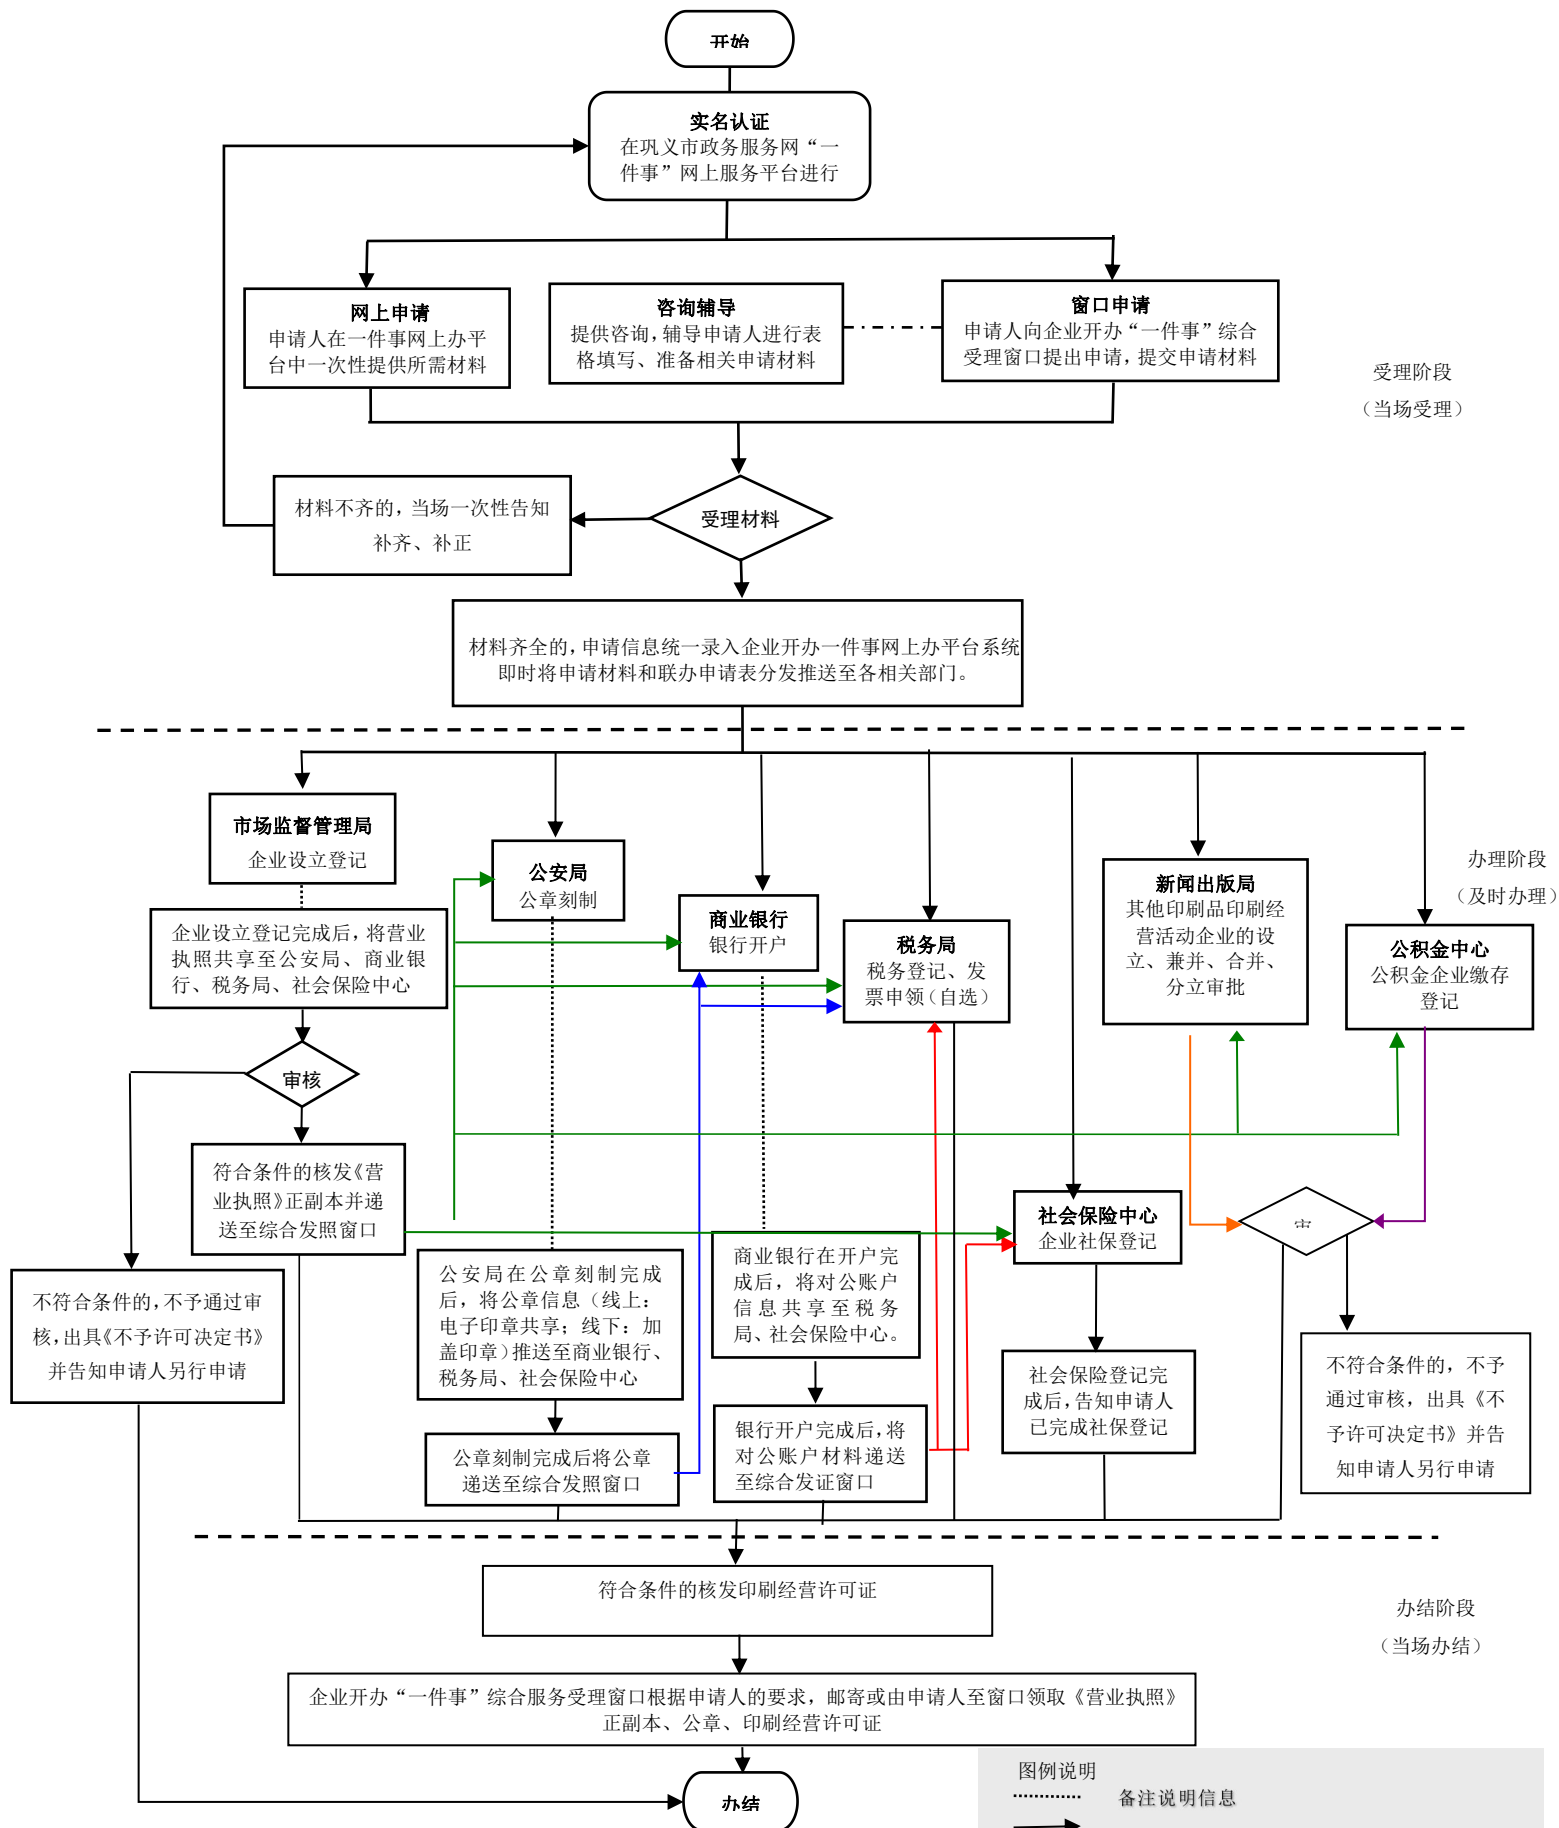 开始
实名认证
在巩义市政务服务网“一
件事”网上服务平台进行
网上申请
申请人在一件事网上办平
台中一次性提供所需材料
咨询辅导
提供咨询，辅导申请人进行表
格填写、准备相关申请材料
窗口申请
申请人向企业开办“一件事”综合
受理窗口提出申请，提交申请材料
受理阶段
（当场受理）
材料不齐的，当场一次性告知
补齐、补正
受理材料
材料齐全的，申请信息统一录入企业开办一件事网上办平台系统
即时将申请材料和联办申请表分发推送至各相关部门。
市场监督管理局
企业设立登记
公安局
公章刻制
商业银行
银行开户
税务局
税务登记、发
票申领（自选）
新闻出版局
其他印刷品印刷经
营活动企业的设
立、兼并、合并、
分立审批
办理阶段
（及时办理）
公积金中心
公积金企业缴存
登记
企业设立登记完成后，将营业
执照共享至公安局、商业银
行、税务局、社会保险中心
审核
符合条件的核发《营
业执照》正副本并递
送至综合发照窗口
社会保险中心
企业社保登记
不符合条件的，不予通过审
核，出具《不予许可决定书》
并告知申请人另行申请
公安局在公章刻制完成
后，将公章信息（线上：
电子印章共享；线下：加
盖印章）推送至商业银行、
税务局、社会保险中心
商业银行在开户完
成后，将对公账户
信息共享至税务
局、社会保险中心。
社会保险登记完
成后，告知申请人
已完成社保登记
不符合条件的，不予
通过审核，出具《不
予许可决定书》并告
知申请人另行申请
公章刻制完成后将公章
递送至综合发照窗口
银行开户完成后，将
对公账户材料递送
至综合发证窗口
符合条件的核发印刷经营许可证
办结阶段
（当场办结）
企业开办“一件事”综合服务受理窗口根据申请人的要求，邮寄或由申请人至窗口领取《营业执照》
正副本、公章、印刷经营许可证
办结
图例说明
备注说明信息